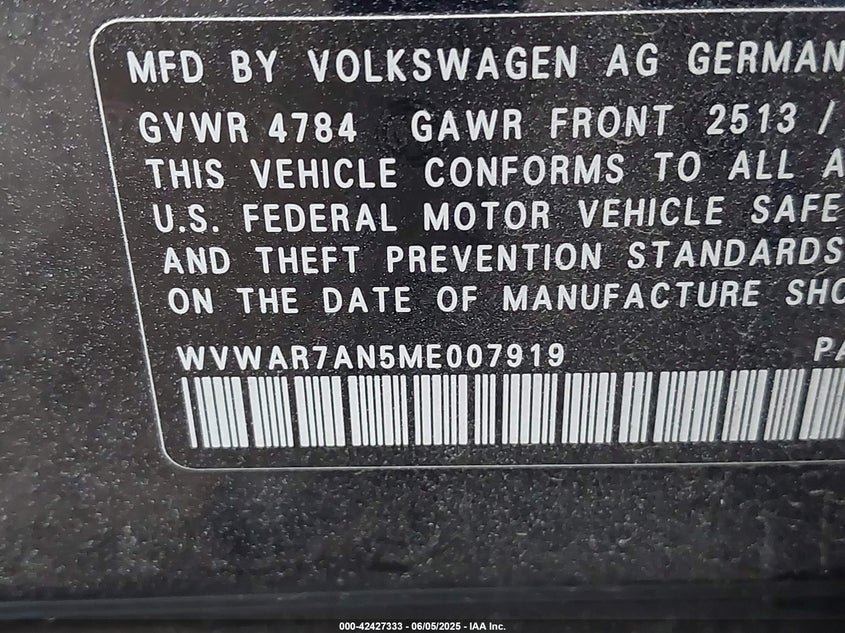 MFD BY VOLKSWAGEN AG GERMAN
GVWR 4784 GAWR FRONT 2513 /
THIS VEHICLE CONFORMS TO ALL A
U.S. FEDERAL MOTOR VEHICLE SAFE
AND THEFT PREVENTION STANDARDS
ON THE DATE OF MANUFACTURE SHO
WVWAR7AN5ME007919 PA
000-42427333 - 06/05/2025 - IAA Inc.